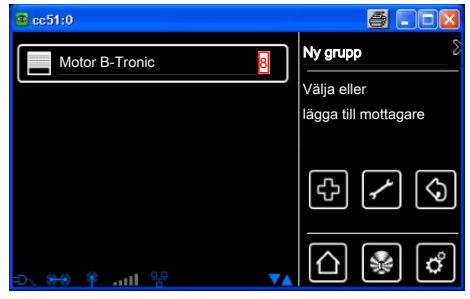 cc51:0
Motor B-Tronic 8
Ny grupp
Välja eller
lägga till mottagare